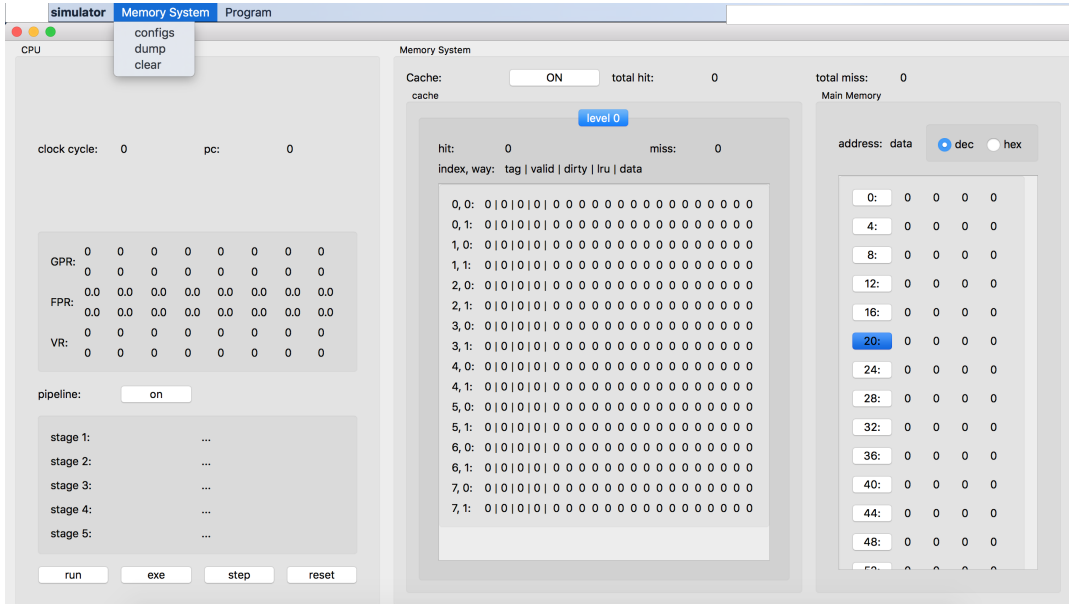 simulator Memory System Program
configs
dump
clear
CPU
clock cycle: 0 pc: 0
GPR:
0 0 0 0 0 0 0 0
0 0 0 0 0 0 0 0
FPR:
0.0 0.0 0.0 0.0 0.0 0.0 0.0 0.0
0.0 0.0 0.0 0.0 0.0 0.0 0.0 0.0
VR:
0 0 0 0 0 0 0 0
0 0 0 0 0 0 0 0
pipeline: on
stage 1: ...
stage 2: ...
stage 3: ...
stage 4: ...
stage 5: ...
run exe step reset
Memory System
Cache: ON total hit: 0 total miss: 0
cache
level 0
hit: 0 miss: 0
index, way: tag | valid | dirty | lru | data
0, 0: 0 | 0 | 0 | 0 | 0 0 0 0 0 0 0 0 0 0 0 0 0 0 0 0
0, 1: 0 | 0 | 0 | 0 | 0 0 0 0 0 0 0 0 0 0 0 0 0 0 0 0
1, 0: 0 | 0 | 0 | 0 | 0 0 0 0 0 0 0 0 0 0 0 0 0 0 0 0
1, 1: 0 | 0 | 0 | 0 | 0 0 0 0 0 0 0 0 0 0 0 0 0 0 0 0
2, 0: 0 | 0 | 0 | 0 | 0 0 0 0 0 0 0 0 0 0 0 0 0 0 0 0
2, 1: 0 | 0 | 0 | 0 | 0 0 0 0 0 0 0 0 0 0 0 0 0 0 0 0
3, 0: 0 | 0 | 0 | 0 | 0 0 0 0 0 0 0 0 0 0 0 0 0 0 0 0
3, 1: 0 | 0 | 0 | 0 | 0 0 0 0 0 0 0 0 0 0 0 0 0 0 0 0
4, 0: 0 | 0 | 0 | 0 | 0 0 0 0 0 0 0 0 0 0 0 0 0 0 0 0
4, 1: 0 | 0 | 0 | 0 | 0 0 0 0 0 0 0 0 0 0 0 0 0 0 0 0
5, 0: 0 | 0 | 0 | 0 | 0 0 0 0 0 0 0 0 0 0 0 0 0 0 0 0
5, 1: 0 | 0 | 0 | 0 | 0 0 0 0 0 0 0 0 0 0 0 0 0 0 0 0
6, 0: 0 | 0 | 0 | 0 | 0 0 0 0 0 0 0 0 0 0 0 0 0 0 0 0
6, 1: 0 | 0 | 0 | 0 | 0 0 0 0 0 0 0 0 0 0 0 0 0 0 0 0
7, 0: 0 | 0 | 0 | 0 | 0 0 0 0 0 0 0 0 0 0 0 0 0 0 0 0
7, 1: 0 | 0 | 0 | 0 | 0 0 0 0 0 0 0 0 0 0 0 0 0 0 0 0
Main Memory
address: data dec hex
0: 0 0 0 0
4: 0 0 0 0
8: 0 0 0 0
12: 0 0 0 0
16: 0 0 0 0
20: 0 0 0 0
24: 0 0 0 0
28: 0 0 0 0
32: 0 0 0 0
36: 0 0 0 0
40: 0 0 0 0
44: 0 0 0 0
48: 0 0 0 0